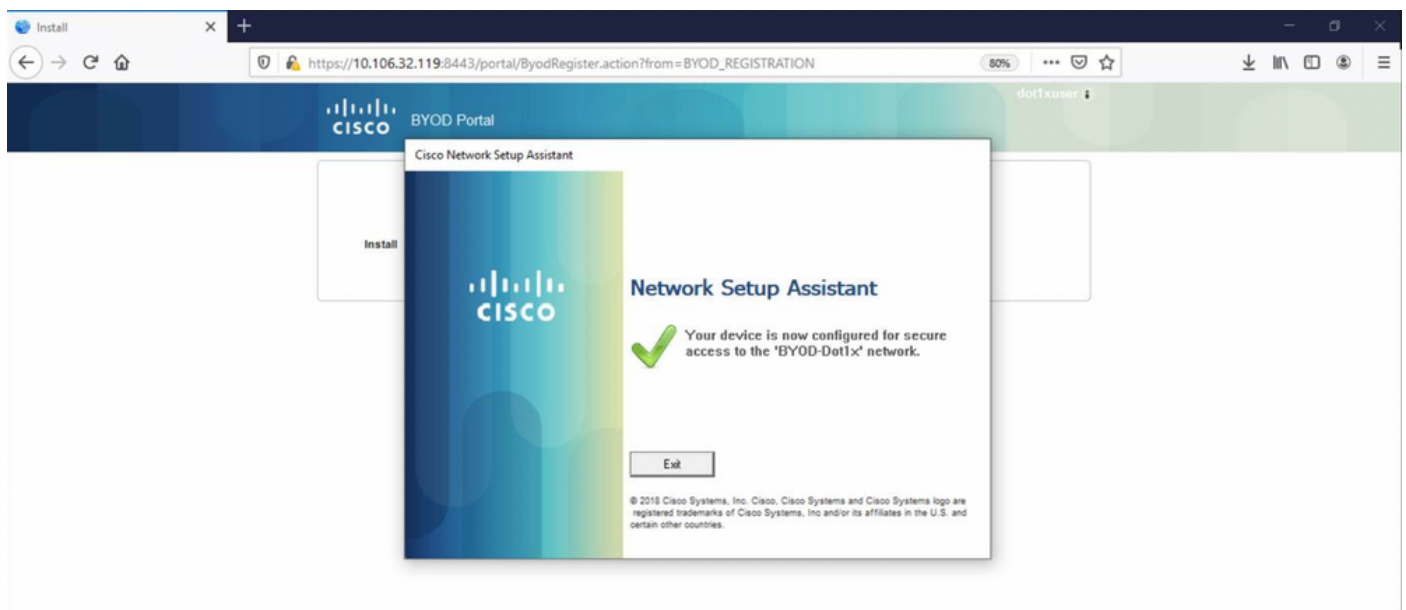 Install
https://10.106.32.119:8443/portal/ByodRegister.action?from=BYOD_REGISTRATION
80%
CISCO
BYOD Portal
dot1xuser
Cisco Network Setup Assistant
Install
CISCO
Network Setup Assistant
Your device is now configured for secure
access to the 'BYOD-Dot1x' network.
Exit
© 2018 Cisco Systems, Inc. Cisco, Cisco Systems and Cisco Systems logo are
registered trademarks of Cisco Systems, Inc and/or its affiliates in the U.S. and
certain other countries.